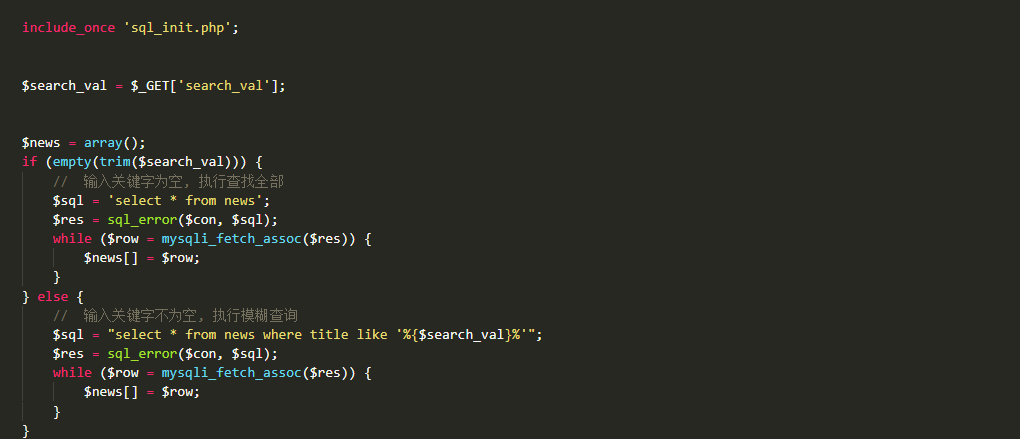 include_once 'sql_init.php';
$search_val = $_GET['search_val'];
$news = array();
if (empty(trim($search_val))) {
    //  输入关键字为空, 执行查找全部
    $sql = 'select * from news';
    $res = sql_error($con, $sql);
    while ($row = mysqli_fetch_assoc($res)) {
        $news[] = $row;
    }
} else {
    //  输入关键字不为空, 执行模糊查询
    $sql = "select * from news where title like '%{$search_val}%'";
    $res = sql_error($con, $sql);
    while ($row = mysqli_fetch_assoc($res)) {
        $news[] = $row;
    }
}